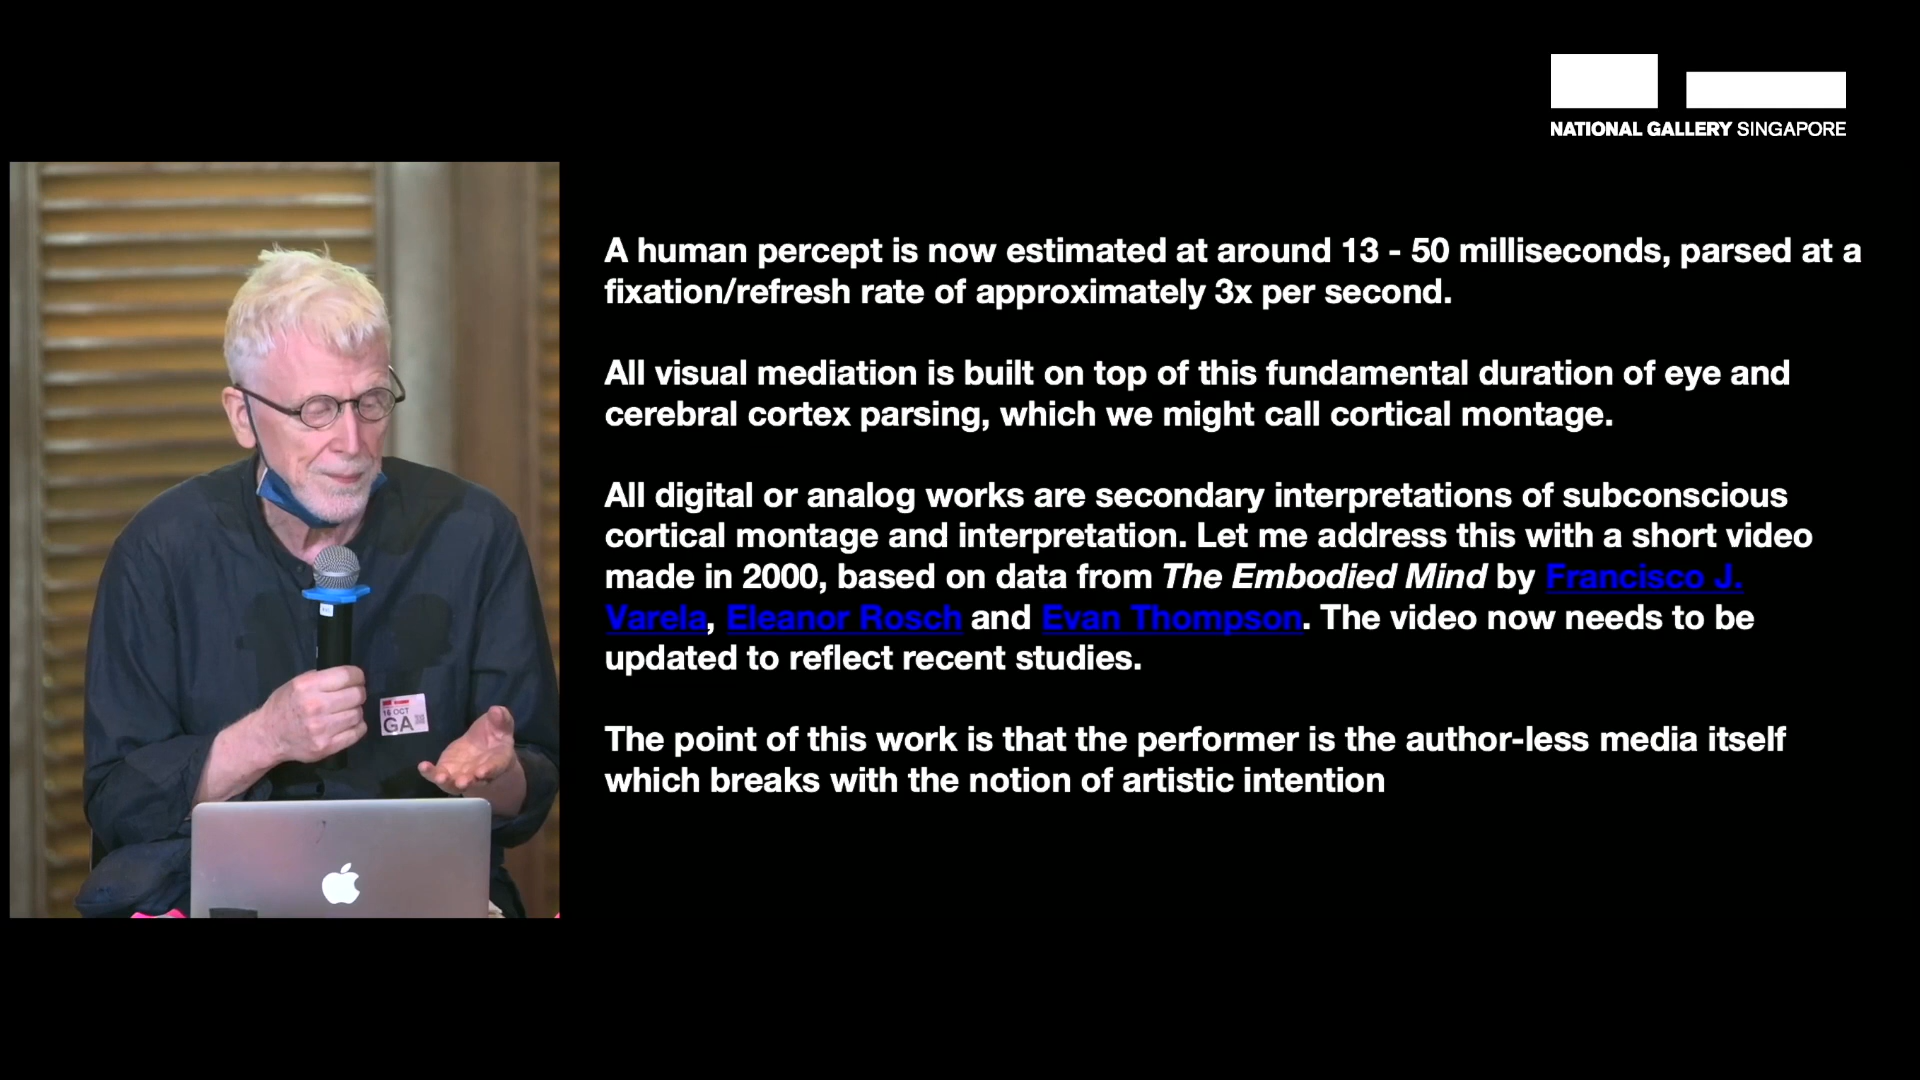 NATIONAL GALLERY SINGAPORE
A human percept is now estimated at around 13 - 50 milliseconds, parsed at a
fixation/refresh rate of approximately 3x per second.
All visual mediation is built on top of this fundamental duration of eye and
cerebral cortex parsing, which we might call cortical montage.
All digital or analog works are secondary interpretations of subconscious
cortical montage and interpretation. Let me address this with a short video
made in 2000, based on data from The Embodied Mind by Francisco J.
Varela, Eleanor Rosch and Evan Thompson. The video now needs to be
updated to reflect recent studies.
The point of this work is that the performer is the author-less media itself
which breaks with the notion of artistic intention
16 OCT
GA